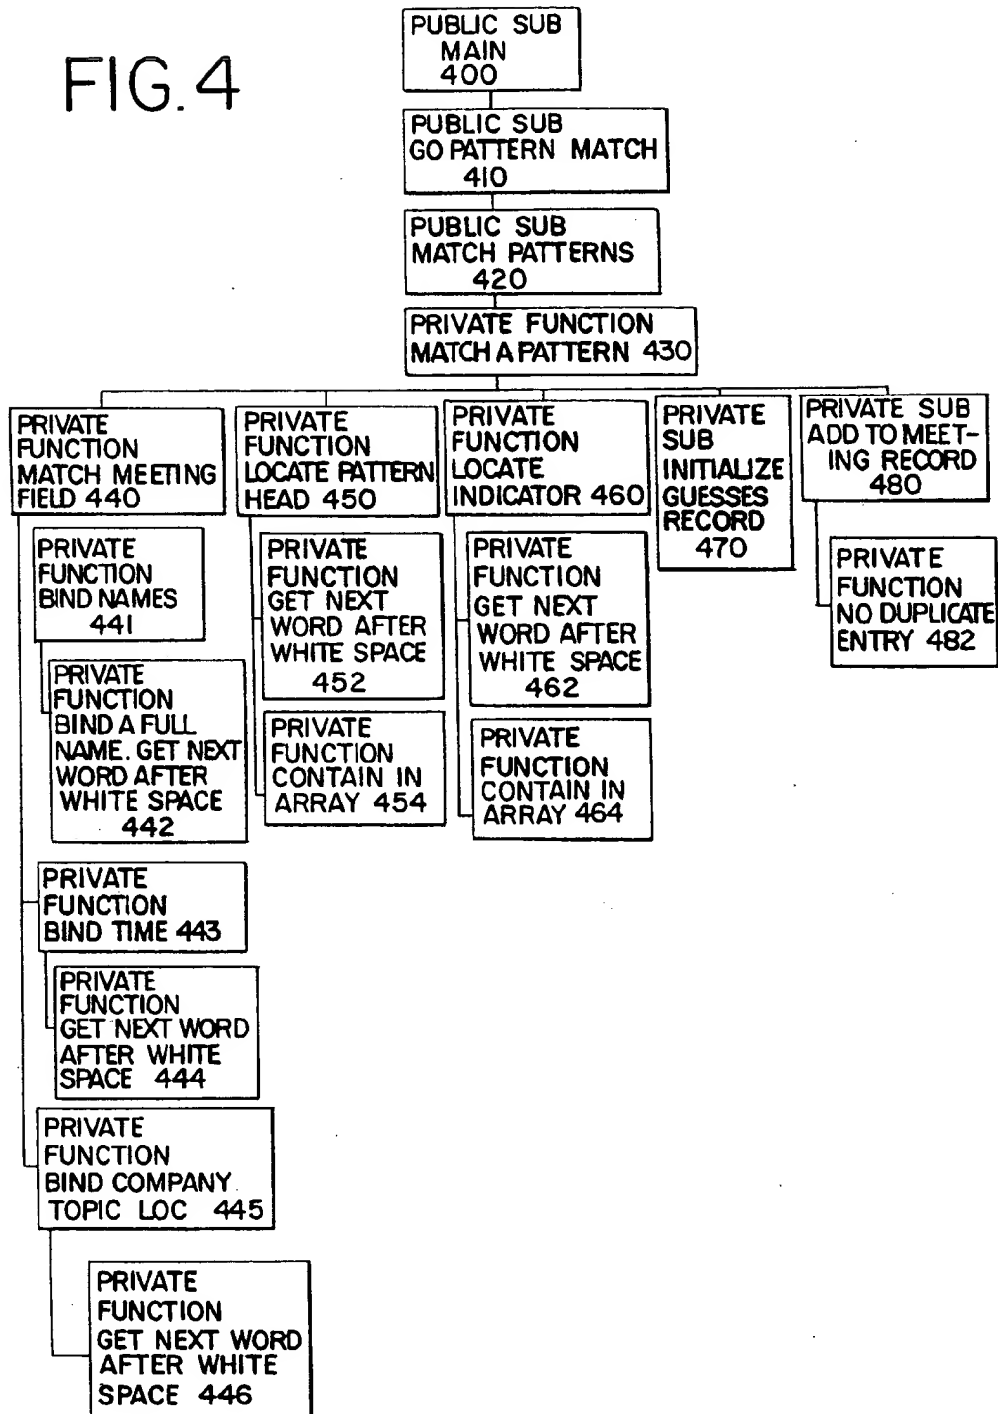 FIG. 4
PUBLIC SUB
MAIN
400
PUBLIC SUB
GO PATTERN MATCH
410
PUBLIC SUB
MATCH PATTERNS
420
PRIVATE FUNCTION
MATCH A PATTERN 430
PRIVATE
FUNCTION
MATCH MEETING
FIELD 440
PRIVATE
FUNCTION
BIND NAMES
441
PRIVATE
FUNCTION
BIND A FULL
NAME. GET NEXT
WORD AFTER
WHITE SPACE
442
PRIVATE
FUNCTION
BIND TIME 443
PRIVATE
FUNCTION
GET NEXT WORD
AFTER WHITE
SPACE 444
PRIVATE
FUNCTION
BIND COMPANY
TOPIC LOC 445
PRIVATE
FUNCTION
GET NEXT WORD
AFTER WHITE
SPACE 446
PRIVATE
FUNCTION
LOCATE PATTERN
HEAD 450
PRIVATE
FUNCTION
GET NEXT
WORD AFTER
WHITE SPACE
452
PRIVATE
FUNCTION
CONTAIN IN
ARRAY 454
PRIVATE
FUNCTION
LOCATE
INDICATOR 460
PRIVATE
FUNCTION
GET NEXT
WORD AFTER
WHITE SPACE
462
PRIVATE
FUNCTION
CONTAIN IN
ARRAY 464
PRIVATE
SUB
INITIALIZE
GUESSES
RECORD
470
PRIVATE SUB
ADD TO MEET-
ING RECORD
480
PRIVATE
FUNCTION
NO DUPLICATE
ENTRY 482